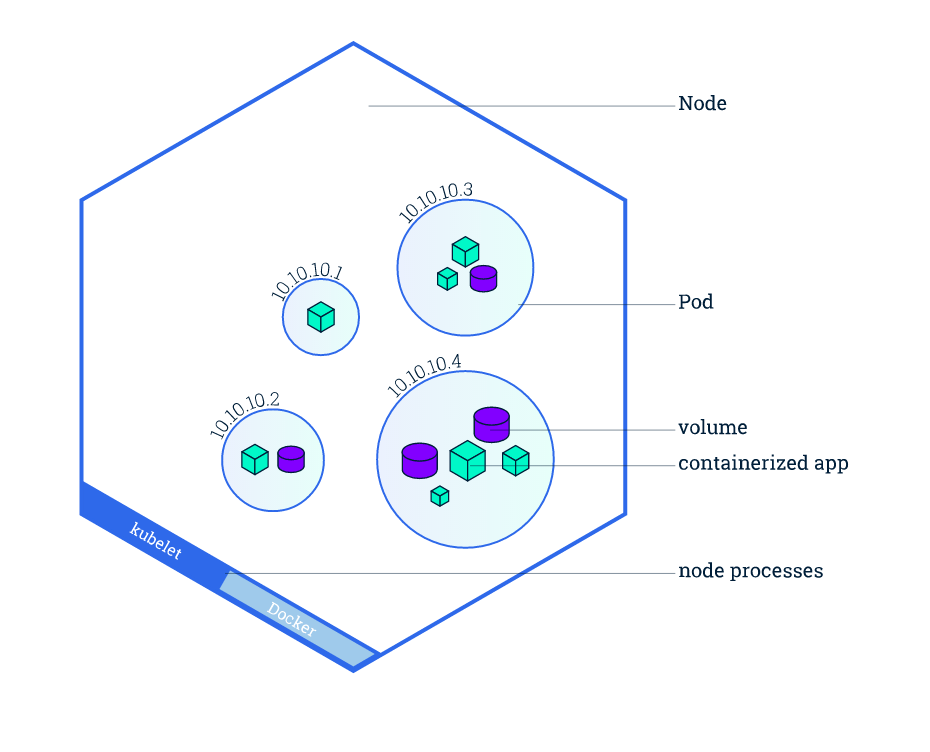 Node
10.10.10.3
10.10.10.1
Pod
10.10.10.4
10.10.10.2
volume
containerized app
kubelet
node processes
Docker